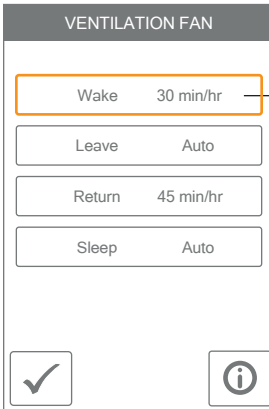 VENTILATION FAN
Wake 30 min/hr
Leave Auto
Return 45 min/hr
Sleep Auto